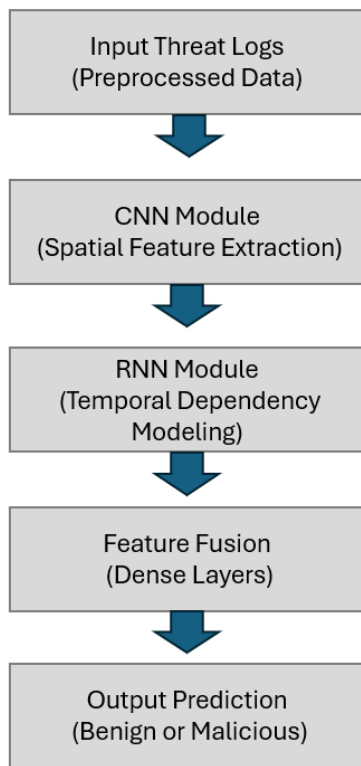 Input Threat Logs
(Preprocessed Data)
CNN Module
(Spatial Feature Extraction)
RNN Module
(Temporal Dependency
Modeling)
Feature Fusion
(Dense Layers)
Output Prediction
(Benign or Malicious)